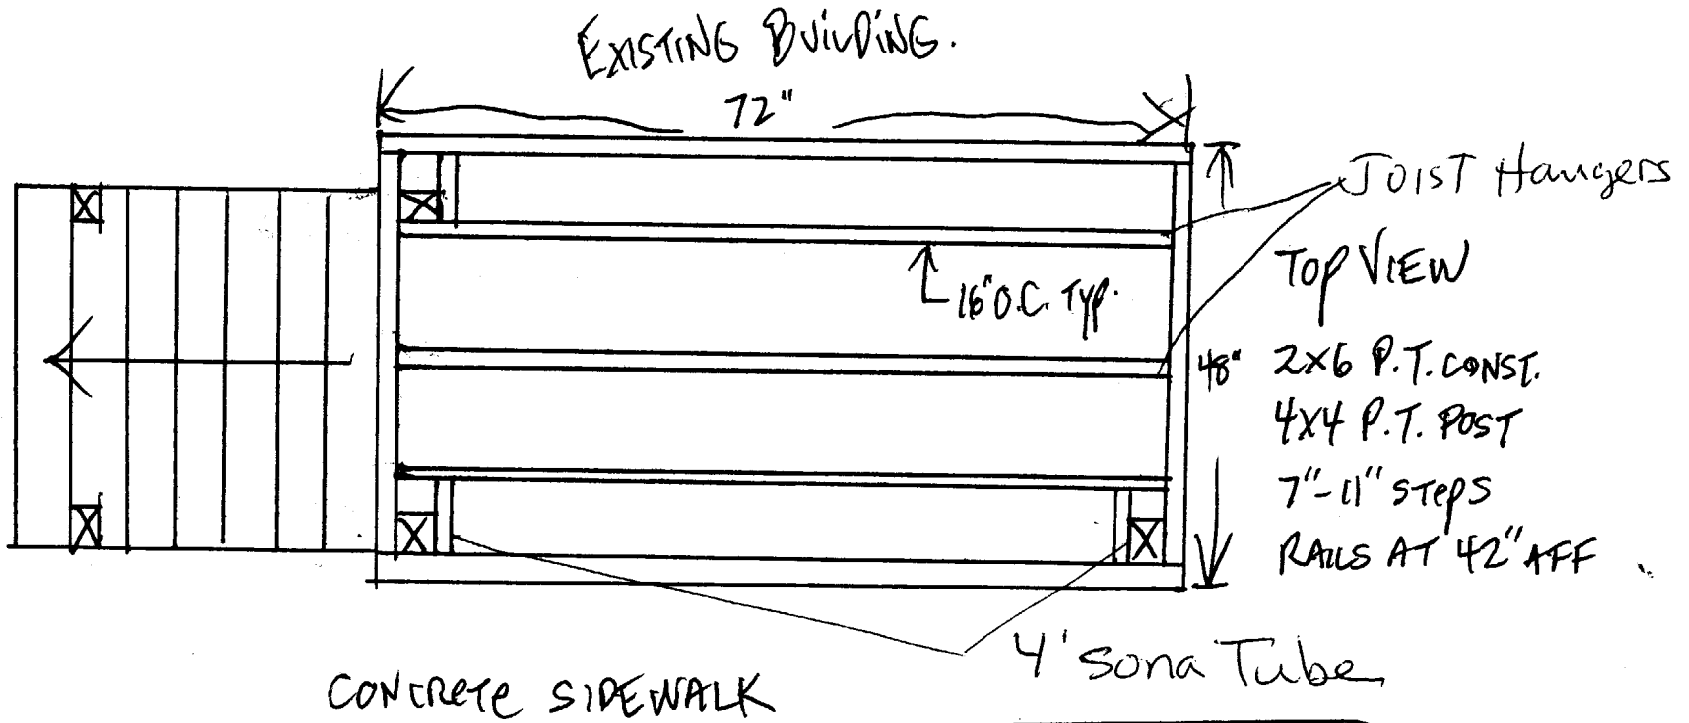 EXISTING BUILDING.
72"
JOIST Hangers
TOP VIEW
16" O.C. TYP.
48"
2X6 P.T. CONST.
4X4 P.T. POST
7"-11" STEPS
RAILS AT 42" AFF
4' Sona Tube
CONCRETE SIDEWALK